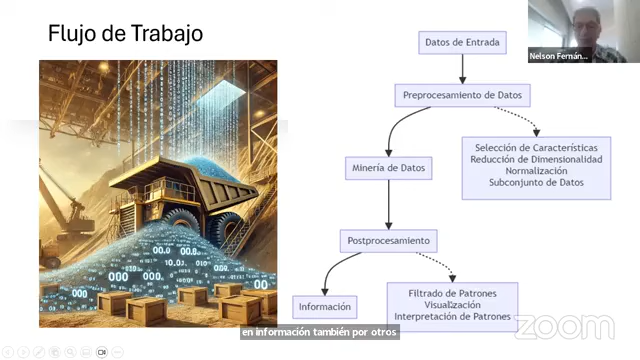 Flujo de Trabajo
Datos de Entrada
Nelson Fernán...
Preprocesamiento de Datos
Selección de Características
Reducción de Dimensionalidad
Normalización
Subconjunto de Datos
Minería de Datos
Postprocesamiento
Información
Filtrado de Patrones
Visualización
Interpretación de Patrones
en información también por otros
zoom